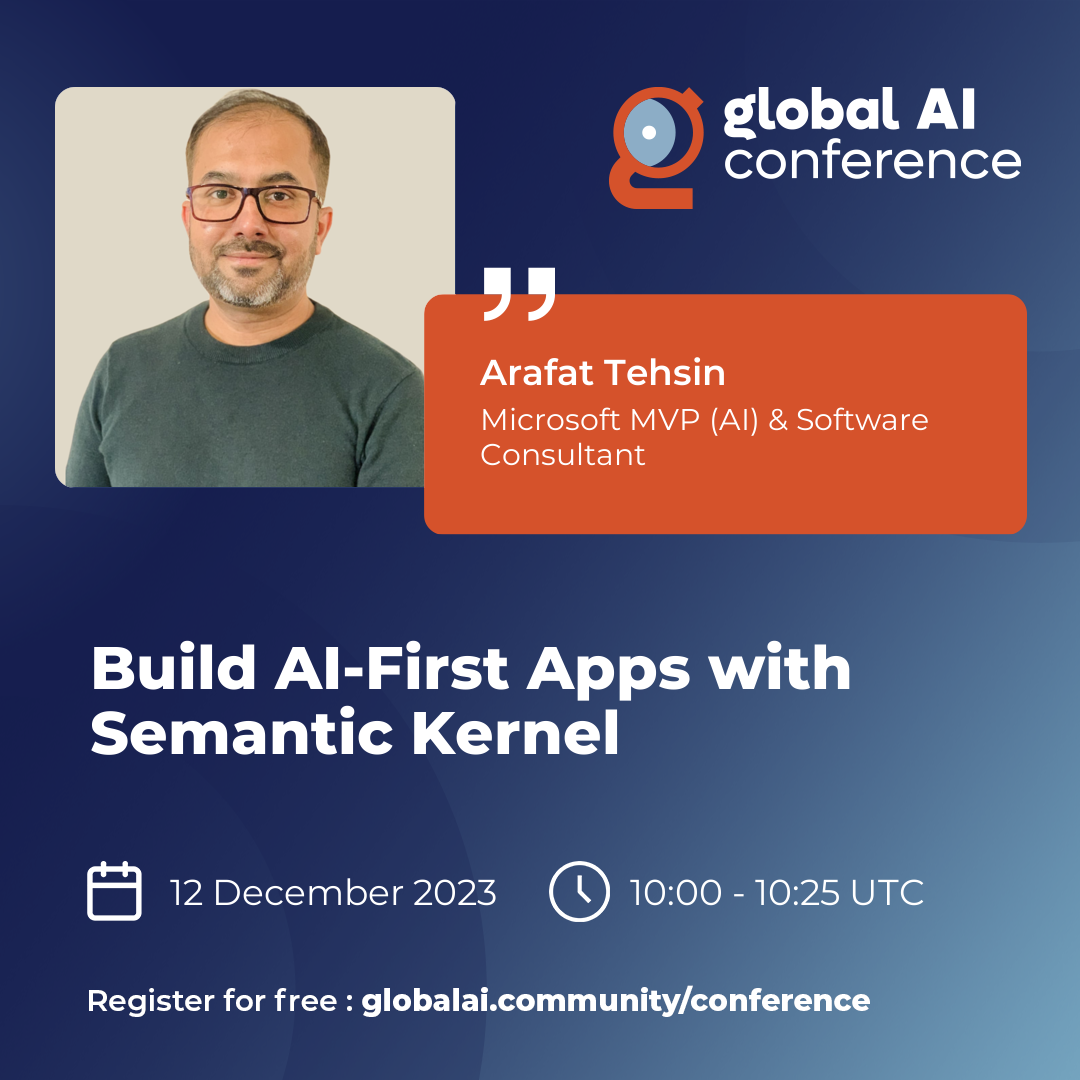 global AI
conference
Arafat Tehsin
Microsoft MVP (AI) & Software
Consultant
Build AI-First Apps with
Semantic Kernel
12 December 2023
10:00 - 10:25 UTC
Register for free : globalai.community/conference